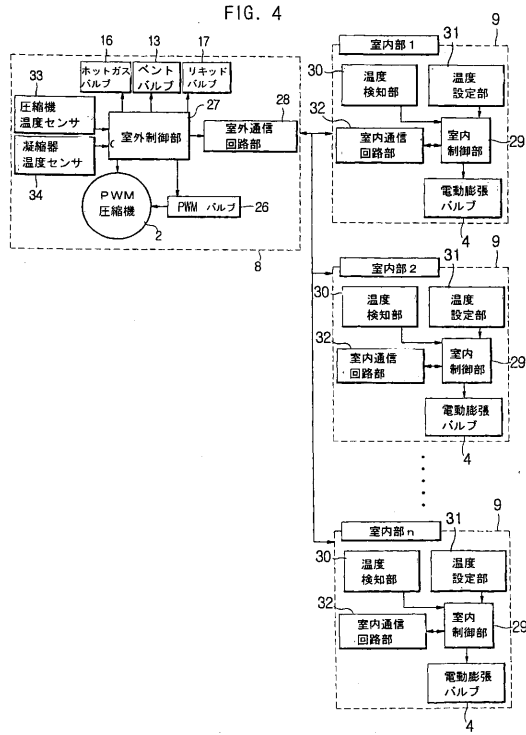 FIG. 4
16
13
17
ホットガス
バルブ
ベント
バルブ
リキッド
バルブ
33
圧縮機
温度センサ
27
室外制御部
28
室外通信
回路部
凝縮器
温度センサ
34
PWM
圧縮機
2
PWM バルブ
26
8
室内部 1
9
30
31
温度
検知部
温度
設定部
32
室内通信
回路部
室内
制御部
29
電動膨張
バルブ
4
室内部 2
9
30
31
温度
検知部
温度
設定部
32
室内通信
回路部
室内
制御部
29
電動膨張
バルブ
4
室内部 n
9
30
31
温度
検知部
温度
設定部
32
室内通信
回路部
室内
制御部
29
電動膨張
バルブ
4